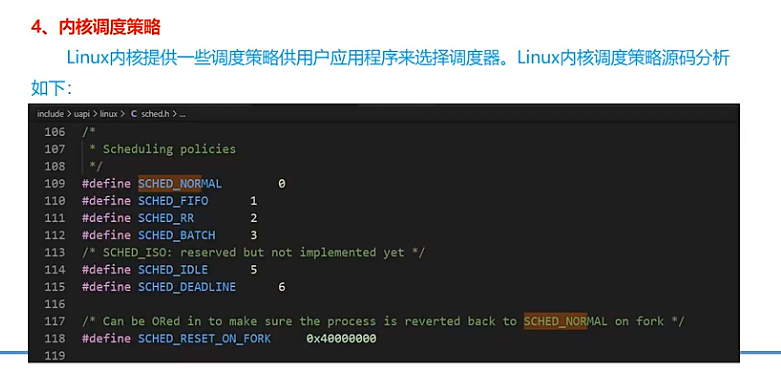 4、内核调度策略
Linux内核提供一些调度策略供用户应用程序来选择调度器。Linux内核调度策略源码分析
如下：
include > uapi > linux > C sched.h > ...
106 /*
107 * Scheduling policies
108 */
109 #define SCHED_NORMAL 0
110 #define SCHED_FIFO 1
111 #define SCHED_RR 2
112 #define SCHED_BATCH 3
113 /* SCHED_ISO: reserved but not implemented yet */
114 #define SCHED_IDLE 5
115 #define SCHED_DEADLINE 6
116
117 /* Can be ORed in to make sure the process is reverted back to SCHED_NORMAL on fork */
118 #define SCHED_RESET_ON_FORK 0x40000000
119